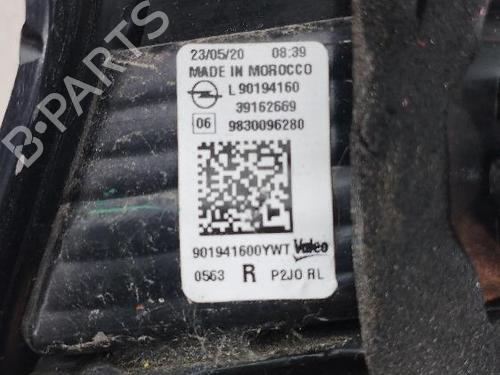 23/05/20 08:39
MADE IN MOROCCO
L 90194160
39162669
06 9830096280
901941600YWT Valeo
0563 R P2JO RL
B-PARTS